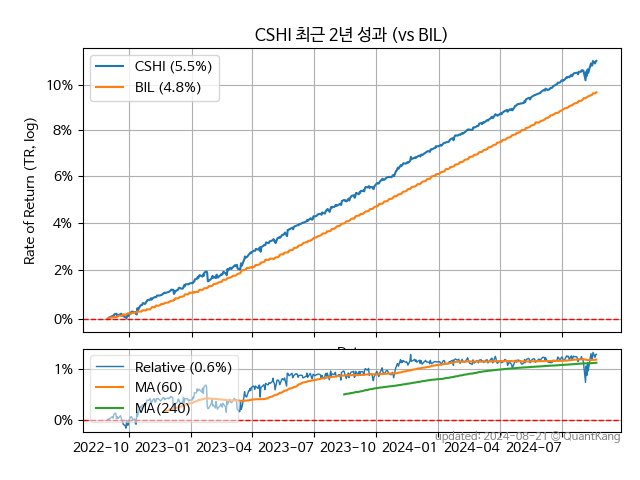 CSHI 최근 2년 성과 (vs BIL)
CSHI (5.5%)
BIL (4.8%)
Rate of Return (TR, log)
10%
8%
6%
4%
2%
0%
Relative (0.6%)
MA(60)
MA(240)
1%
0%
2022-10 2023-01 2023-04 2023-07 2023-10 2024-01 2024-04 2024-07
updated: 2024-08-21 © QuantKang